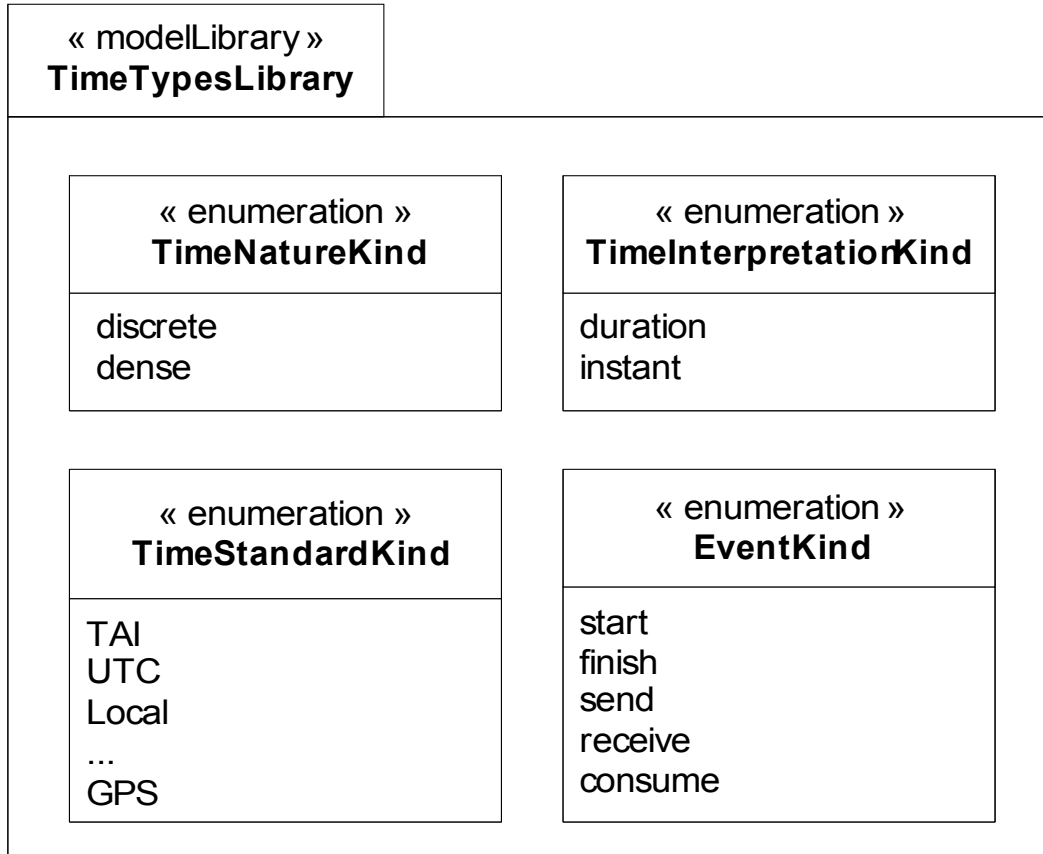 « modelLibrary »
TimeTypesLibrary
« enumeration »
TimeNatureKind
discrete
dense
« enumeration »
TimeInterpretationKind
duration
instant
« enumeration »
TimeStandardKind
TAI
UTC
Local
...
GPS
« enumeration »
EventKind
start
finish
send
receive
consume